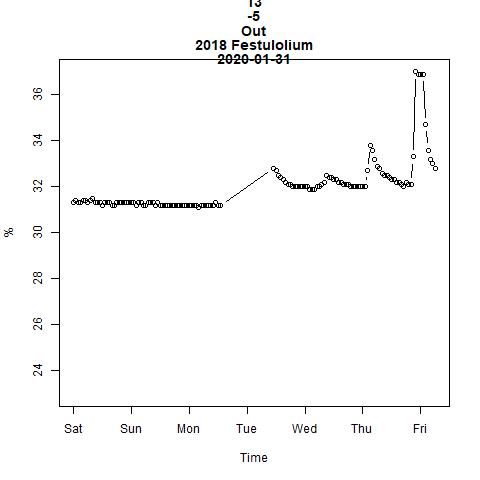 13
-5
Out
2018 Festulolium
2020-01-31
%
36
34
32
30
28
26
24
Sat Sun Mon Tue Wed Thu Fri
Time